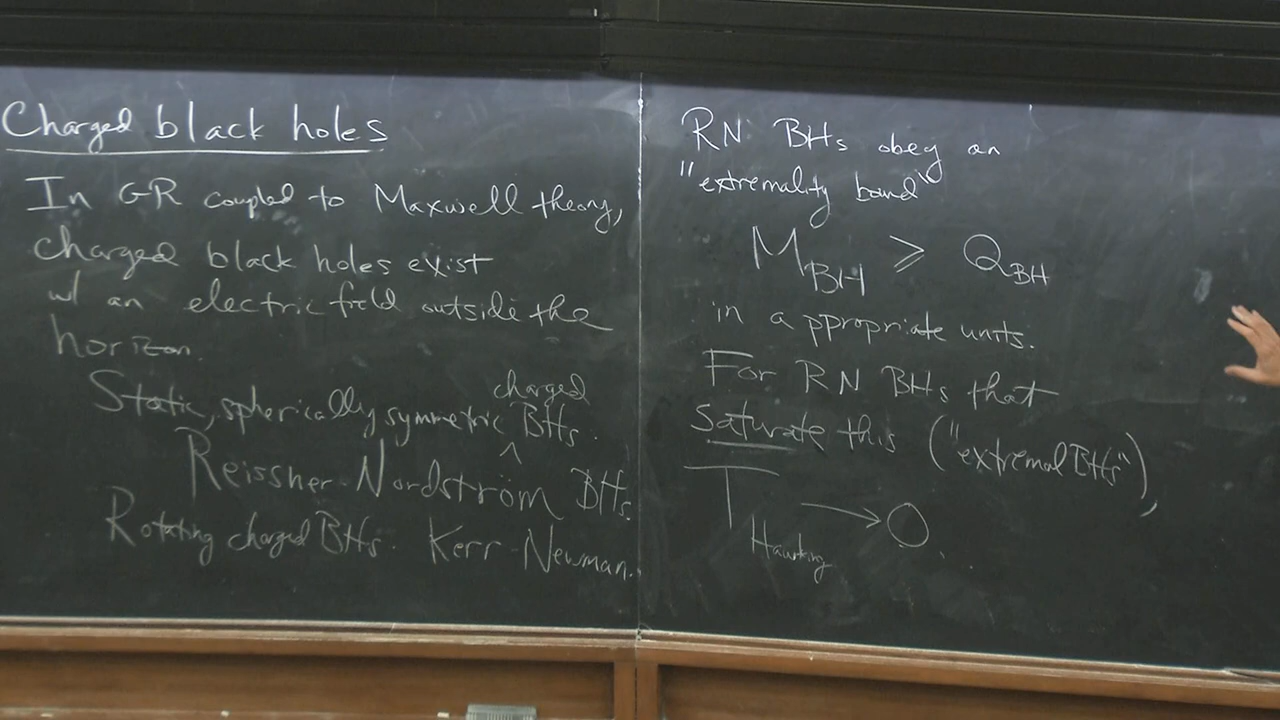 Charged black holes
In GR coupled to Maxwell theory,
charged black holes exist
w/ an electric field outside the
horizon.
charged
Static, spherically symmetric ^ BHs.
Reissner-Nordström BHs.
Rotating charged BHs. Kerr-Newman.
RN BHs obey an
"extremality bound"
M_BH ≥ Q_BH
in appropriate units.
For RN BHs that
saturate this ("extremal BHs"),
T_Hawking → 0.